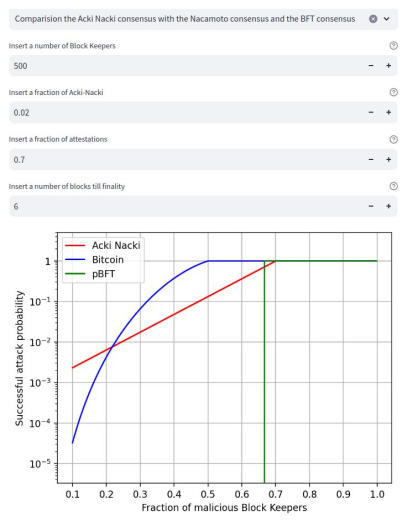 Comparision the Acki Nacki consensus with the Nacamoto consensus and the BFT consensus
Insert a number of Block Keepers
500
Insert a fraction of Acki-Nacki
0.02
Insert a fraction of attestations
0.7
Insert a number of blocks till finality
6
Acki Nacki
Bitcoin
pBFT
1
10⁻¹
10⁻²
10⁻³
10⁻⁴
10⁻⁵
Successful attack probability
0.1 0.2 0.3 0.4 0.5 0.6 0.7 0.8 0.9 1.0
Fraction of malicious Block Keepers